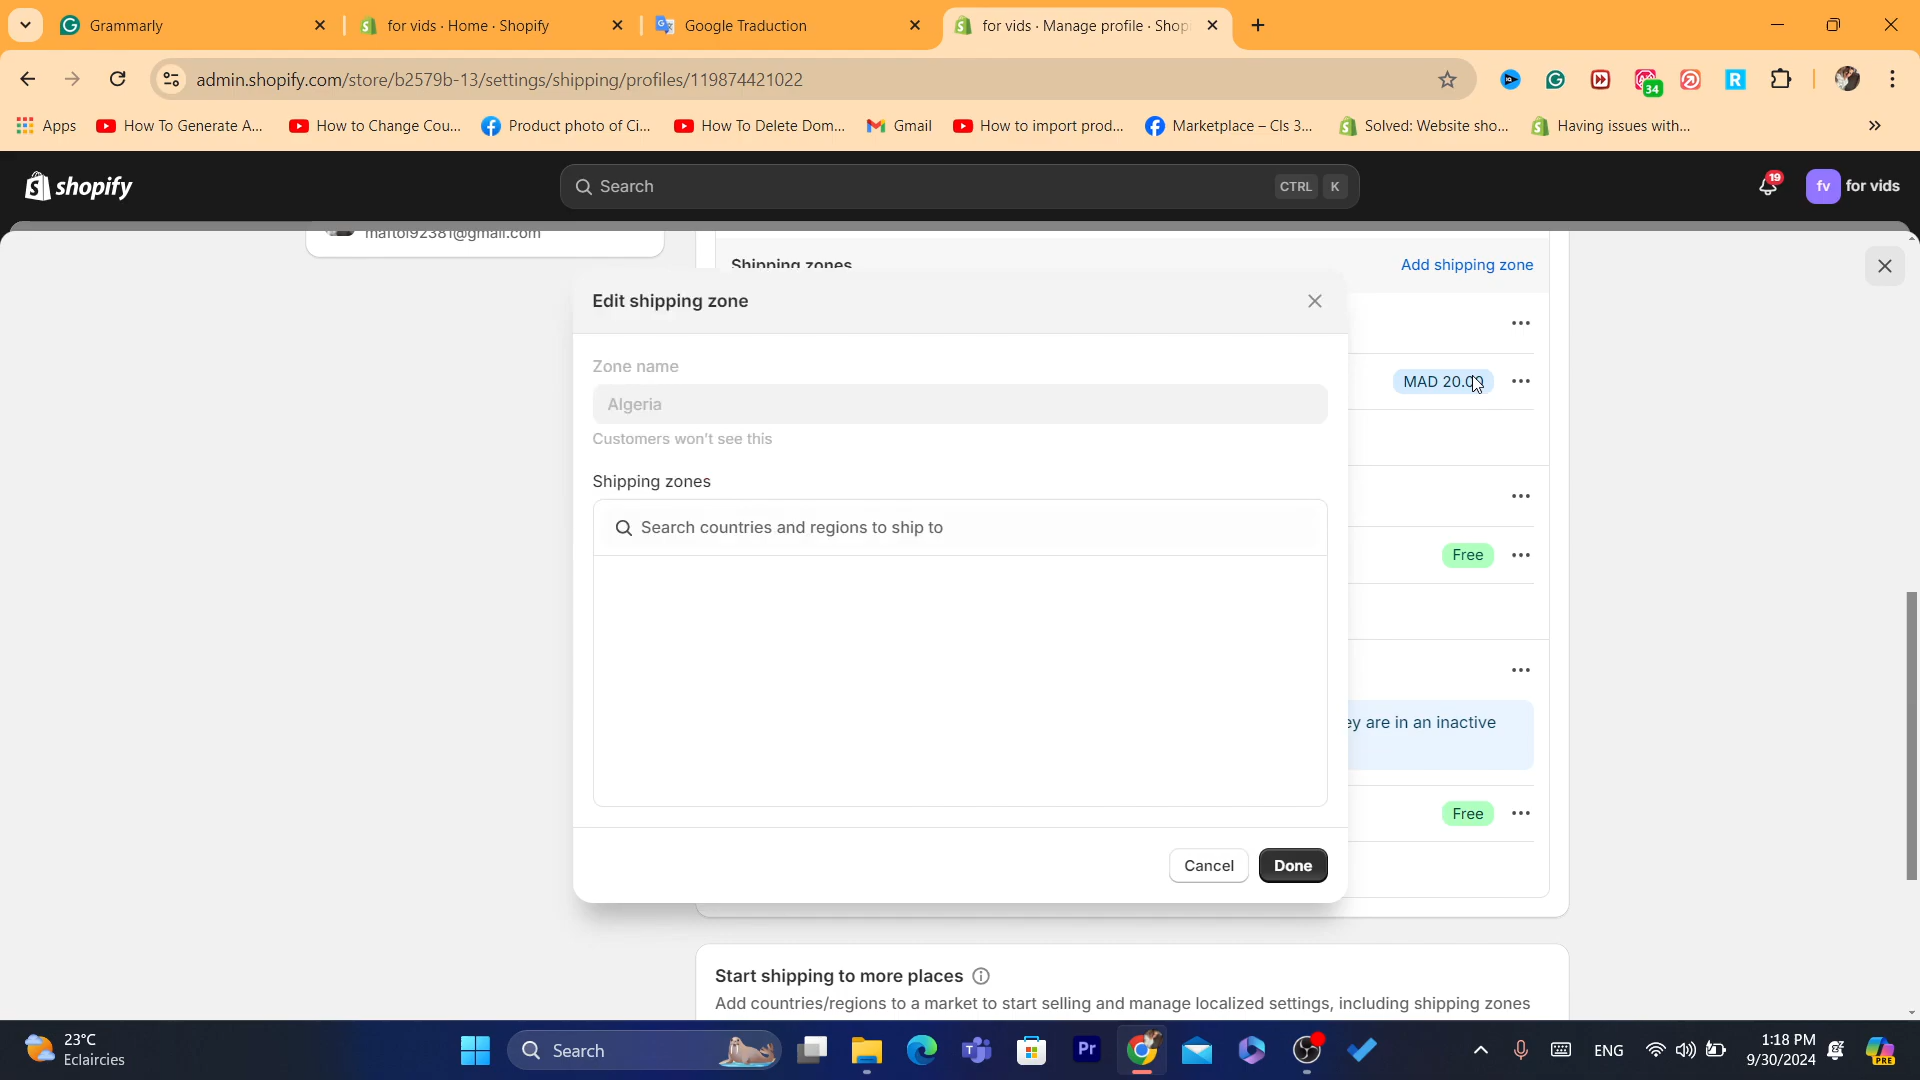 Grammarly
for vids · Home · Shopify
Google Traduction
for vids · Manage profile · Shop
admin.shopify.com/store/b2579b-13/settings/shipping/profiles/119874421022
34
Apps
How To Generate A...
How to Change Cou...
Product photo of Ci...
How To Delete Dom...
Gmail
How to import prod...
Marketplace – Cls 3...
Solved: Website sho...
Having issues with...
shopify
Search
CTRL K
19
fv
for vids
maftol92381@gmail.com
Shipping zones
Add shipping zone
Edit shipping zone
Zone name
Algeria
Customers won't see this
MAD 20.00
Shipping zones
Search countries and regions to ship to
Free
ey are in an inactive
Free
Cancel
Done
Start shipping to more places
Add countries/regions to a market to start selling and manage localized settings, including shipping zones
23°C
Eclaircies
Search
Pr
ENG
1:18 PM
9/30/2024
PRE